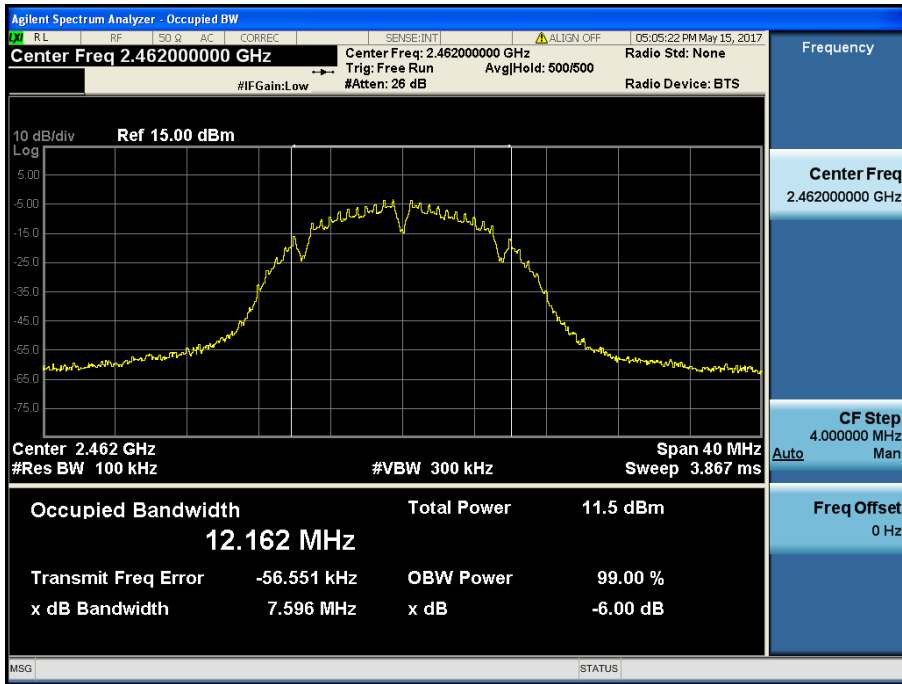 Agilent Spectrum Analyzer - Occupied BW
LXI RL RF 50 Ω AC CORREC SENSE:INT ALIGN OFF 05:05:22 PM May 15, 2017
Center Freq 2.462000000 GHz
Center Freq: 2.462000000 GHz
Radio Std: None
Trig: Free Run Avg|Hold: 500/500
#IFGain:Low
#Atten: 26 dB
Radio Device: BTS
Frequency
10 dB/div Ref 15.00 dBm
Log
5.00
-5.00
-15.0
-25.0
-35.0
-45.0
-55.0
-65.0
-75.0
Center Freq
2.462000000 GHz
Center 2.462 GHz Span 40 MHz
#Res BW 100 kHz #VBW 300 kHz Sweep 3.867 ms
CF Step
4.000000 MHz
Auto Man
Occupied Bandwidth Total Power 11.5 dBm
12.162 MHz
Transmit Freq Error -56.551 kHz OBW Power 99.00 %
x dB Bandwidth 7.596 MHz x dB -6.00 dB
Freq Offset
0 Hz
MSG STATUS